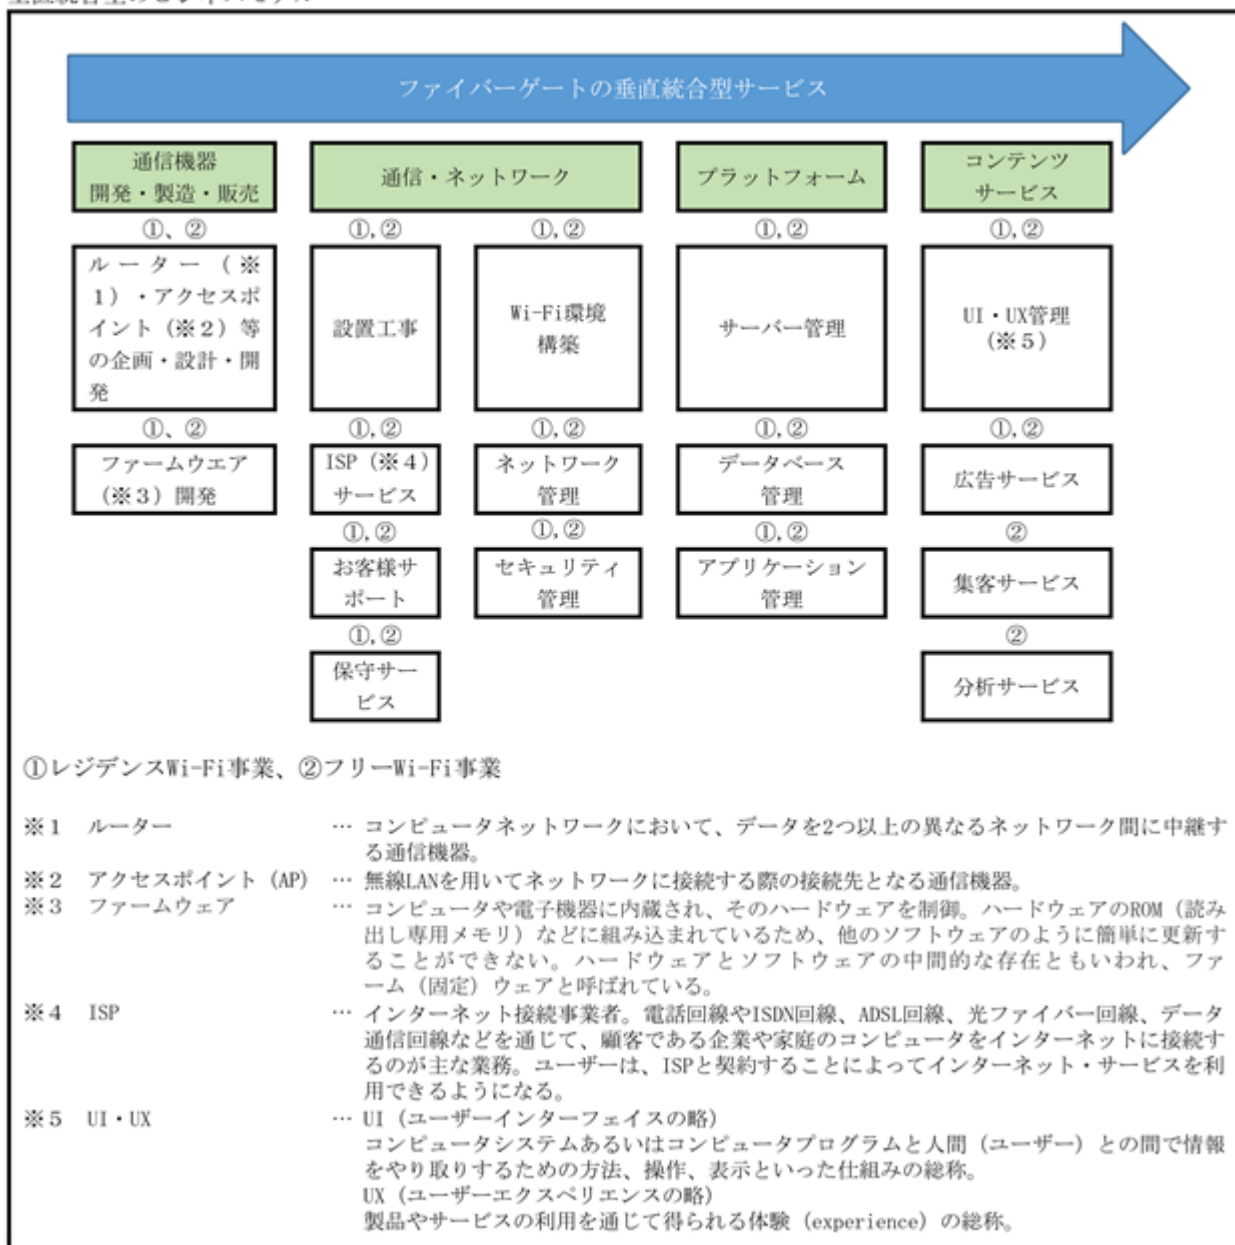 ファイバーゲートの垂直統合型サービス
通信機器
開発・製造・販売
通信・ネットワーク
プラットフォーム
コンテンツ
サービス
①、②
①,②
①,②
①,②
①,②
ルーター(※
1)・アクセスポ
イント(※2)等
の企画・設計・開
発
設置工事
Wi-Fi環境
構築
サーバー管理
UI・UX管理
(※5)
①、②
①,②
①,②
①,②
①,②
ファームウエア
(※3)開発
ISP(※4)
サービス
ネットワーク
管理
データベース
管理
広告サービス
①,②
①,②
①,②
②
お客様サ
ポート
セキュリティ
管理
アプリケーション
管理
集客サービス
①,②
②
保守サー
ビス
分析サービス
①レジデンスWi-Fi事業、②フリーWi-Fi事業
※1 ルーター … コンピュータネットワークにおいて、データを2つ以上の異なるネットワーク間に中継す
る通信機器。
※2 アクセスポイント(AP) … 無線LANを用いてネットワークに接続する際の接続先となる通信機器。
※3 ファームウェア … コンピュータや電子機器に内蔵され、そのハードウェアを制御。ハードウェアのROM(読み
出し専用メモリ)などに組み込まれているため、他のソフトウェアのように簡単に更新す
ることができない。ハードウェアとソフトウェアの中間的な存在ともいわれ、ファ
ーム(固定)ウェアと呼ばれている。
※4 ISP … インターネット接続事業者。電話回線やISDN回線、ADSL回線、光ファイバー回線、データ
通信回線などを通じて、顧客である企業や家庭のコンピュータをインターネットに接続す
るのが主な業務。ユーザーは、ISPと契約することによってインターネット・サービスを利
用できるようになる。
※5 UI・UX … UI(ユーザーインターフェイスの略)
コンピュータシステムあるいはコンピュータプログラムと人間(ユーザー)との間で情報
をやり取りするための方法、操作、表示といった仕組みの総称。
UX(ユーザーエクスペリエンスの略)
製品やサービスの利用を通じて得られる体験(experience)の総称。